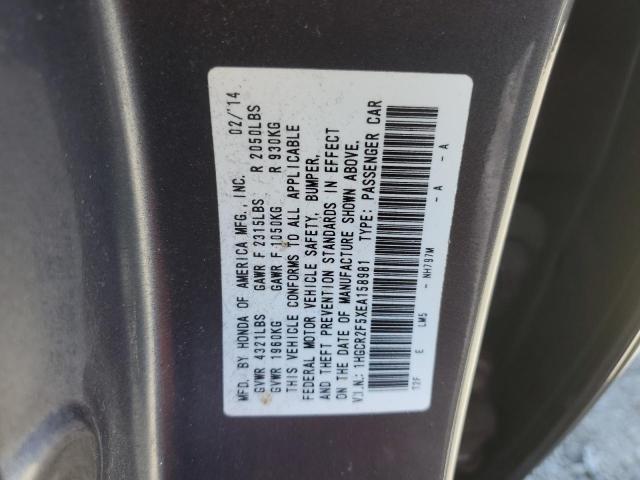 MFD. BY HONDA OF AMERICA MFG., INC. 02/'14
GVWR 4321LBS GAWR F 2315LBS R 2050LBS
GVWR 1960KG GAWR F 1050KG R 930KG
THIS VEHICLE CONFORMS TO ALL APPLICABLE
FEDERAL MOTOR VEHICLE SAFETY, BUMPER,
AND THEFT PREVENTION STANDARDS IN EFFECT
ON THE DATE OF MANUFACTURE SHOWN ABOVE.
V.I.N.: 1HGCR2F5XEA158981 TYPE: PASSENGER CAR
T2F E LM5 - NH797M - A - A